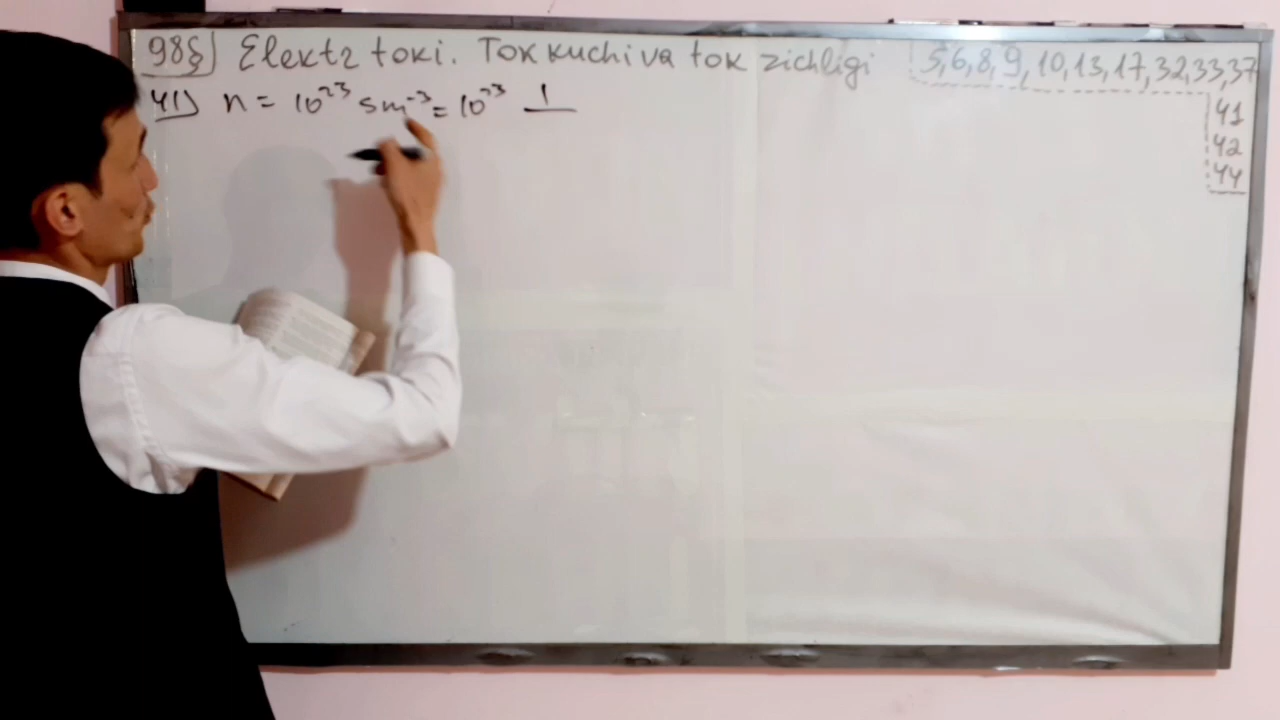 98§ Elektr toki. Tok kuchi va tok zichligi 5,6,8,9,10,13,17,32,33,37
41) n = 10²³ sm⁻³ = 10²³ 1
41
42
44